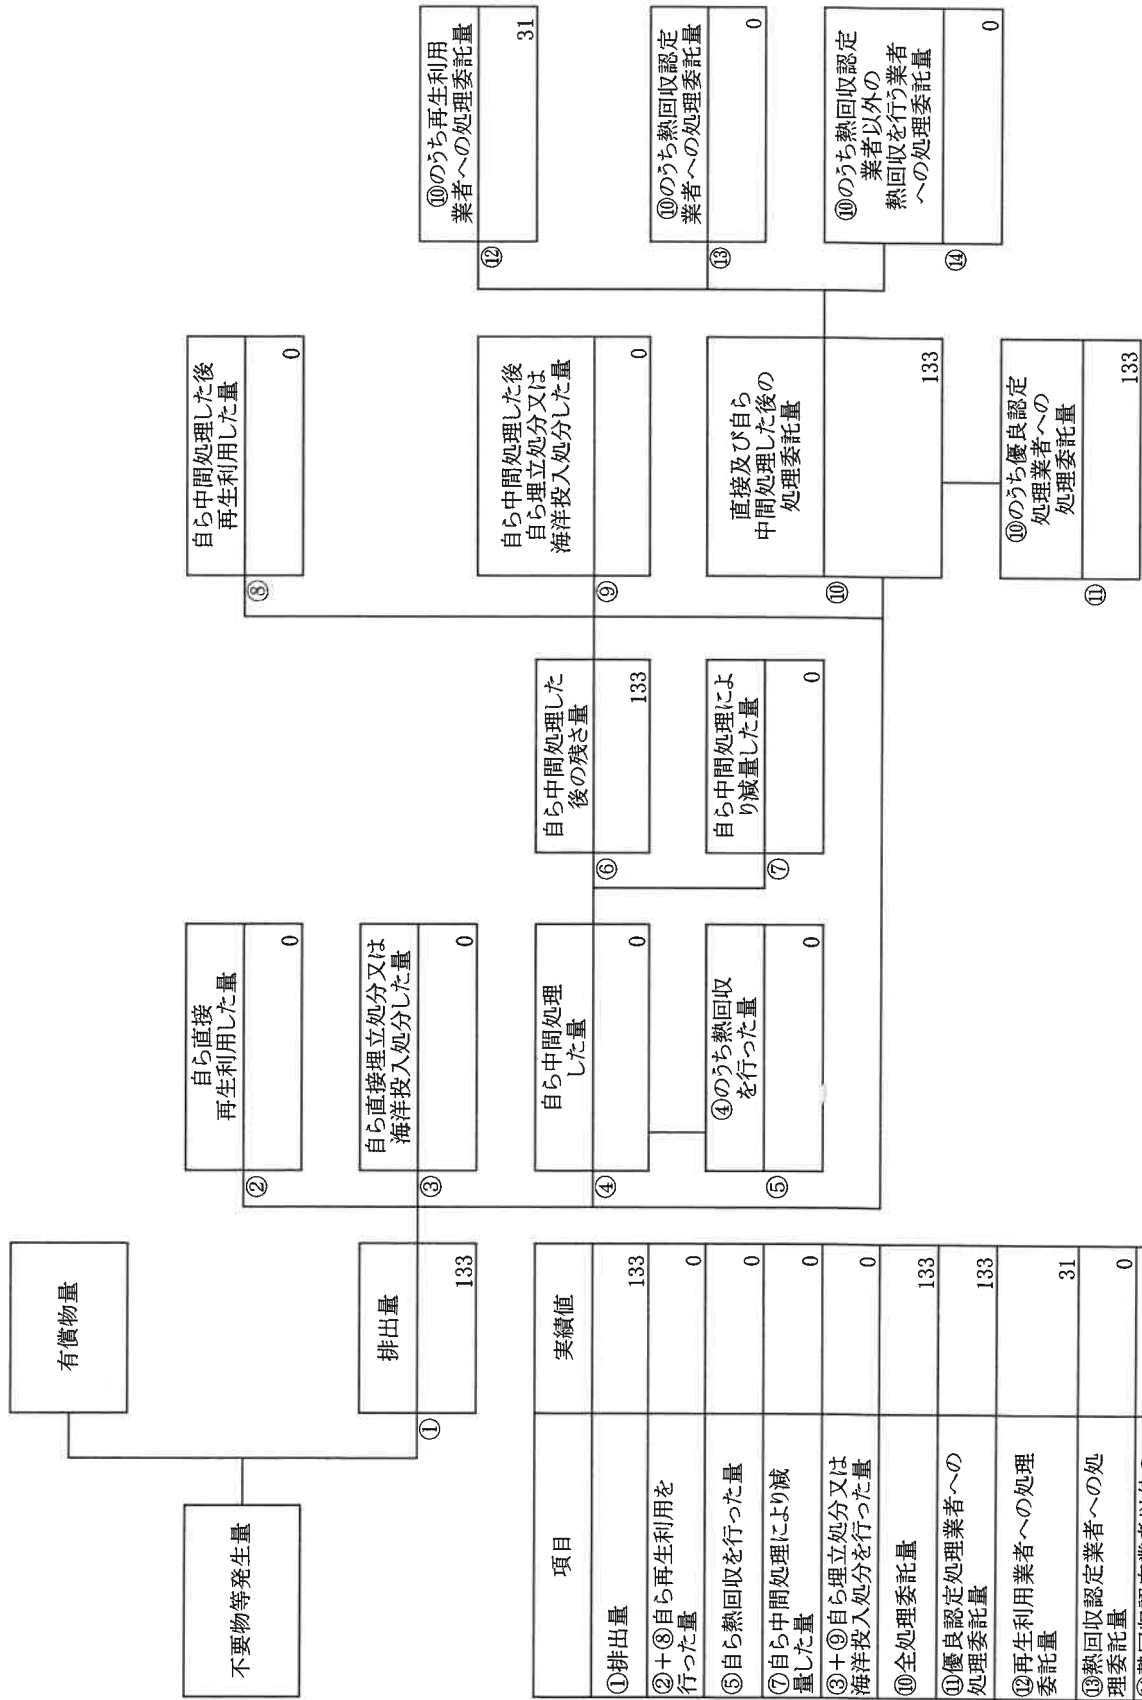 有償物量
不要物等発生量
①
排出量
133
②
自ら直接
再生利用した量
0
③
自ら直接埋立処分又は
海洋投入処分した量
0
④
自ら中間処理
した量
0
⑤
④のうち熱回収
を行った量
0
⑥
自ら中間処理した
後の残さ量
133
⑦
自ら中間処理によ
り減量した量
0
⑧
自ら中間処理した後
再生利用した量
0
⑨
自ら中間処理した後
自ら埋立処分又は
海洋投入処分した量
0
⑩
直接及び自ら
中間処理した後の
処理委託量
133
⑪
⑩のうち優良認定
処理業者への
処理委託量
133
⑫
⑩のうち再生利用
業者への処理委託量
31
⑬
⑩のうち熱回収認定
業者への処理委託量
0
⑭
⑩のうち熱回収認定
業者以外の
熱回収を行う業者
への処理委託量
0
項目 実績値
①排出量 133
②+⑧自ら再生利用を
行った量 0
⑤自ら熱回収を行った量 0
⑦自ら中間処理により減
量した量 0
③+⑨自ら埋立処分又は
海洋投入処分を行った量 0
⑩全処理委託量 133
⑪優良認定処理業者への
処理委託量 133
⑫再生利用業者への処理
委託量 31
⑬熱回収認定業者への処
理委託量 0